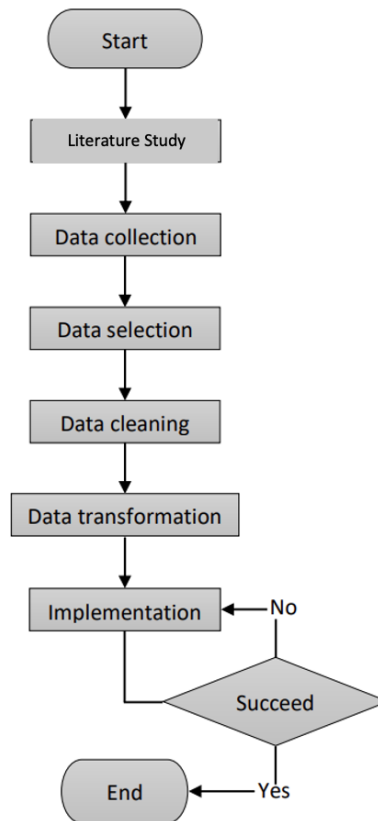 Start
Literature Study
Data collection
Data selection
Data cleaning
Data transformation
Implementation
No
Succeed
Yes
End